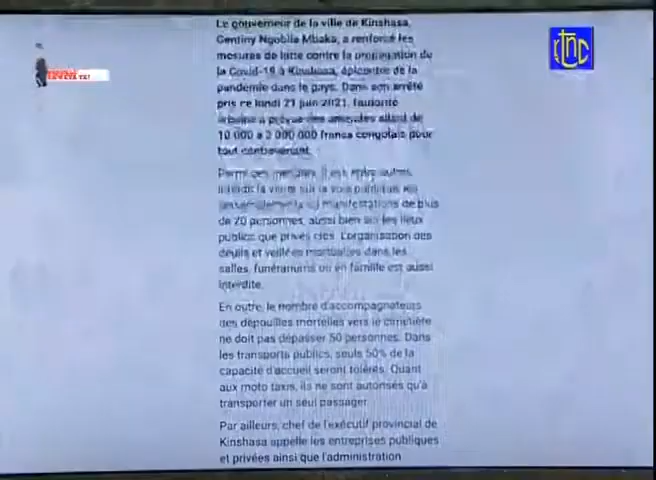 Le gouverneur de la ville de Kinshasa,
Gentiny Ngobila Mbaka, a renforcé les
mesures de lutte contre la propagation du
la Covid-19 à Kinshasa, épicentre de la
pandémie dans le pays. Dans son arrêté
pris ce lundi 21 juin 2021, l'autorité
urbaine a prévue des amendes allant de
10 000 à 3 000 000 francs congolais pour
tout contrevenant.
Parmi ces mesures, il est entre autres
la vente sur la voie publique
manifestations de plus
de 20 personnes, aussi bien sur les lieux
publics que privés clos. L'organisation des
deuils et veillées mortuaires dans les
salles, funérariums ou en famille est aussi
interdite.
En outre, le nombre d'accompagnateurs
des dépouilles mortelles vers le cimetière
ne doit pas dépasser 50 personnes. Dans
les transports publics, seuls 50% de la
capacité d'accueil seront tolérés. Quant
aux moto taxis, ils ne sont autorisés qu'à
transporter un seul passager.
Par ailleurs, chef de l'exécutif provincial de
Kinshasa appelle les entreprises publiques
et privées ainsi que l'administration